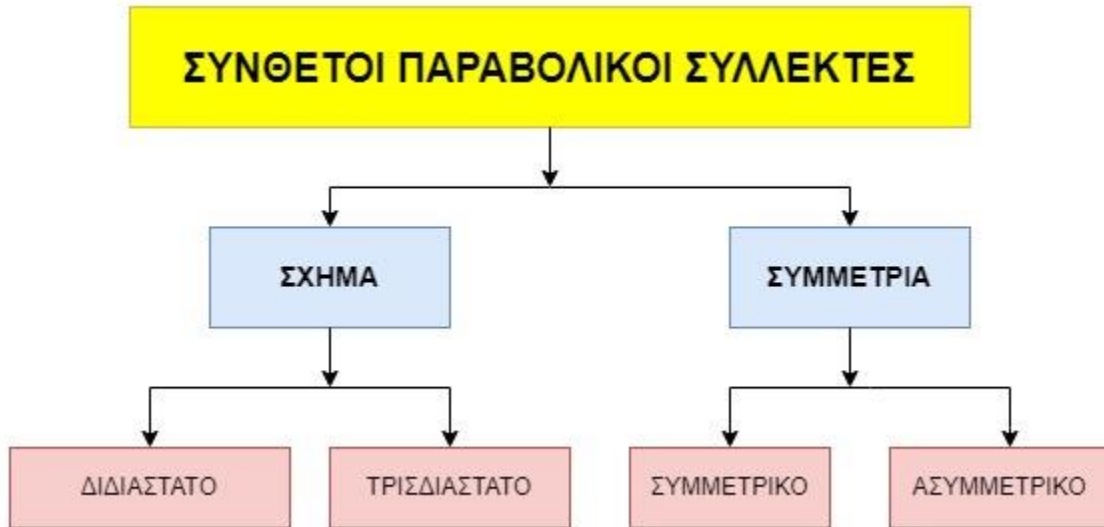 ΣΥΝΘΕΤΟΙ ΠΑΡΑΒΟΛΙΚΟΙ ΣΥΛΛΕΚΤΕΣ
ΣΧΗΜΑ
ΣΥΜΜΕΤΡΙΑ
ΔΙΔΙΑΣΤΑΤΟ
ΤΡΙΣΔΙΑΣΤΑΤΟ
ΣΥΜΜΕΤΡΙΚΟ
ΑΣΥΜΜΕΤΡΙΚΟ